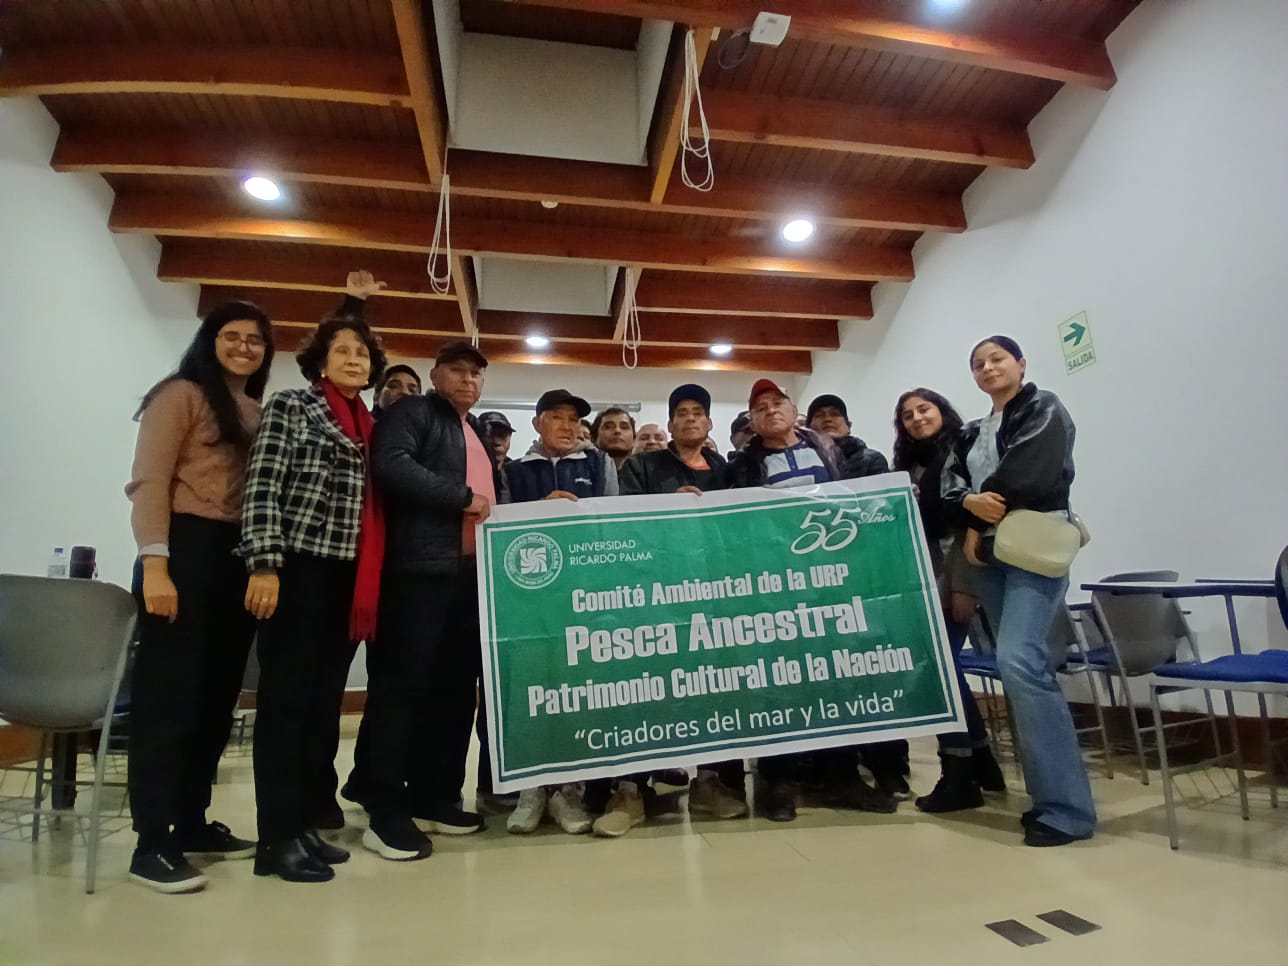 55 Años
UNIVERSIDAD
RICARDO PALMA
Comité Ambiental de la URP
Pesca Ancestral
Patrimonio Cultural de la Nación
“Criadores del mar y la vida”
SALIDA